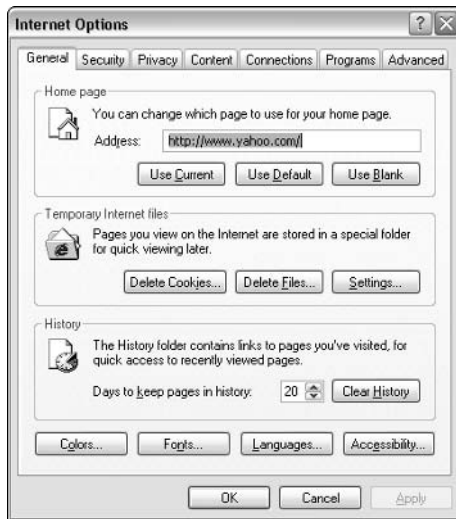 Internet Options
General Security Privacy Content Connections Programs Advanced
Home page
You can change which page to use for your home page.
Address: http://www.yahoo.com/
Use Current Use Default Use Blank
Temporary Internet files
Pages you view on the Internet are stored in a special folder
for quick viewing later.
Delete Cookies... Delete Files... Settings...
History
The History folder contains links to pages you've visited, for
quick access to recently viewed pages.
Days to keep pages in history: 20 Clear History
Colors... Fonts... Languages... Accessibility...
OK Cancel Apply